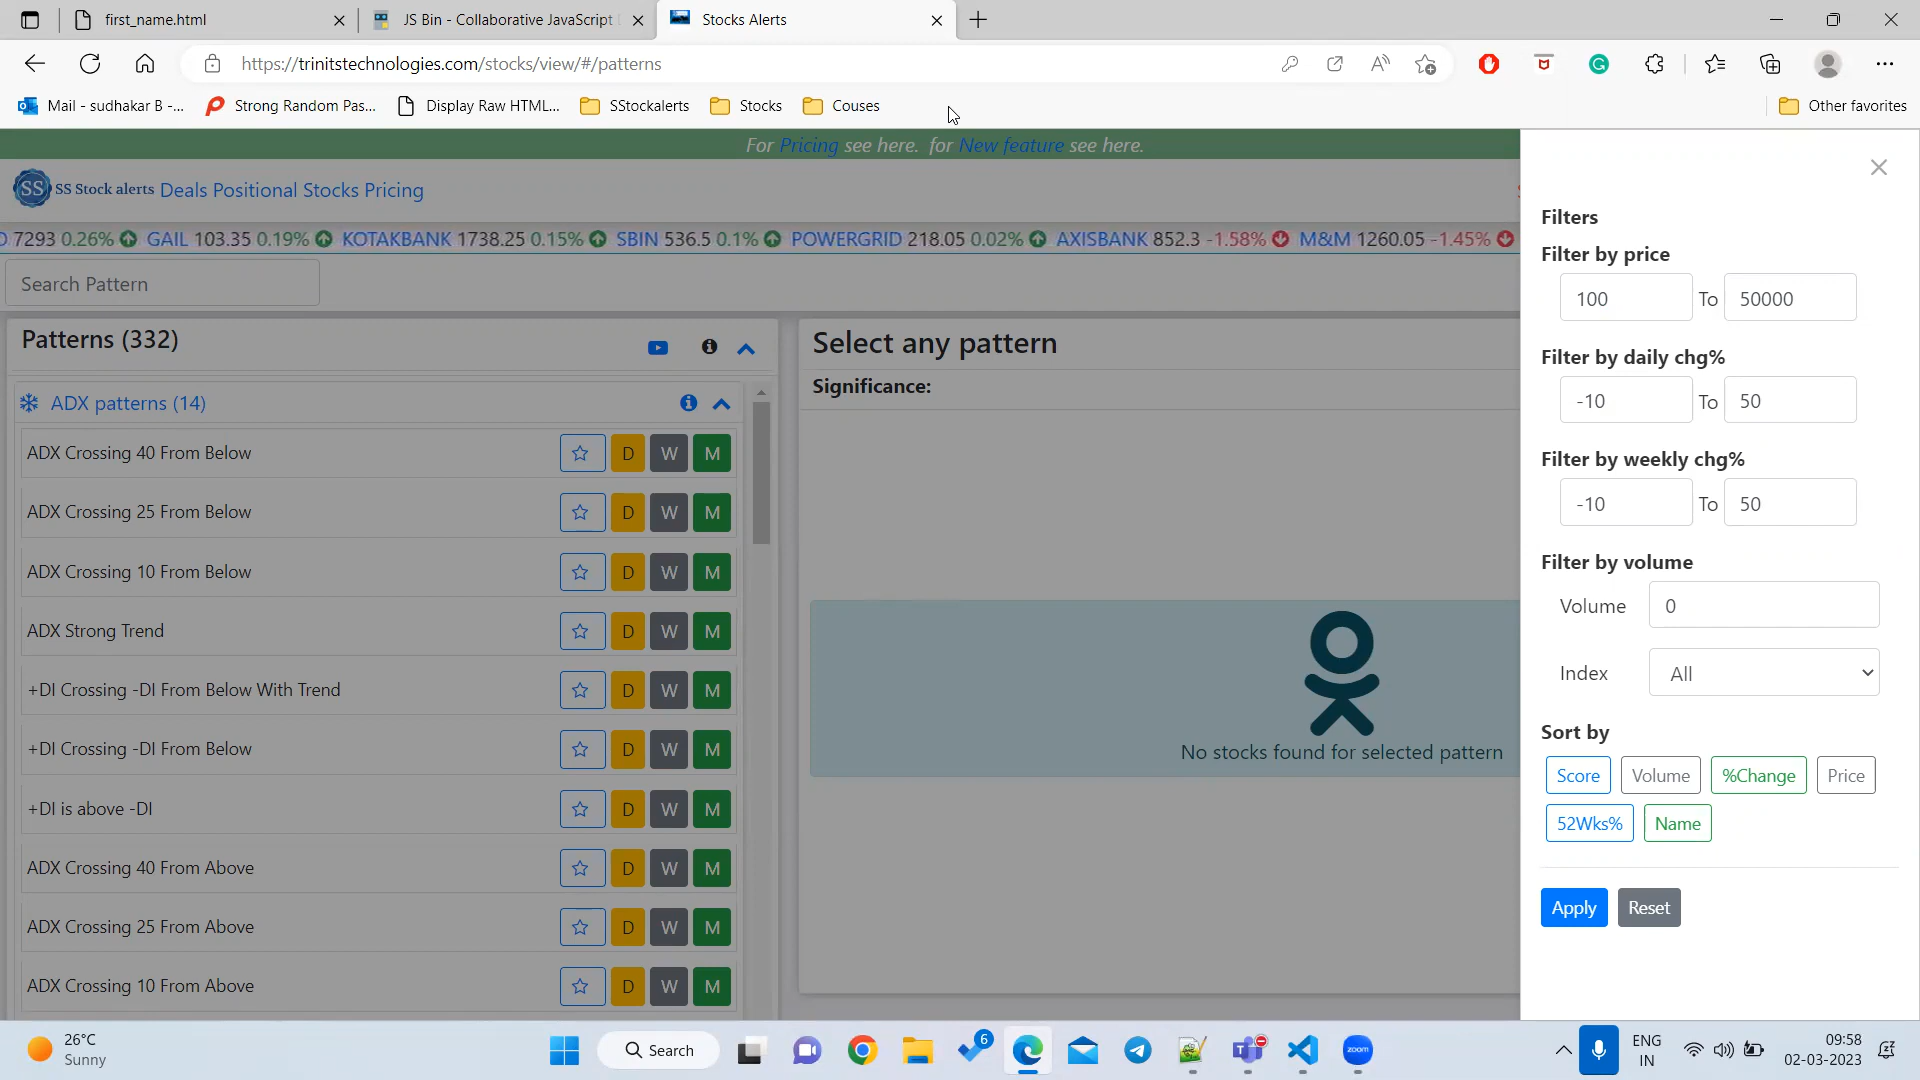 first_name.html
JS Bin - Collaborative JavaScript
Stocks Alerts
https://trinitstechnologies.com/stocks/view/#/patterns
Mail - sudhakar B -...
Strong Random Pas...
Display Raw HTML...
SStockalerts
Stocks
Couses
Other favorites
For Pricing see here. for New feature see here.
SS SS Stock alerts Deals Positional Stocks Pricing
7293 0.26% GAIL 103.35 0.19% KOTAKBANK 1738.25 0.15% SBIN 536.5 0.1% POWERGRID 218.05 0.02% AXISBANK 852.3 -1.58% M&M 1260.05 -1.45%
Search Pattern
Patterns (332)
ADX patterns (14)
ADX Crossing 40 From Below D W M
ADX Crossing 25 From Below D W M
ADX Crossing 10 From Below D W M
ADX Strong Trend D W M
+DI Crossing -DI From Below With Trend D W M
+DI Crossing -DI From Below D W M
+DI is above -DI D W M
ADX Crossing 40 From Above D W M
ADX Crossing 25 From Above D W M
ADX Crossing 10 From Above D W M
Select any pattern
Significance:
No stocks found for selected pattern
Filters
Filter by price
100 To 50000
Filter by daily chg%
-10 To 50
Filter by weekly chg%
-10 To 50
Filter by volume
Volume 0
Index All
Sort by
Score Volume %Change Price
52Wks% Name
Apply Reset
26°C
Sunny
Search
6
zoom
ENG
IN
09:58
02-03-2023